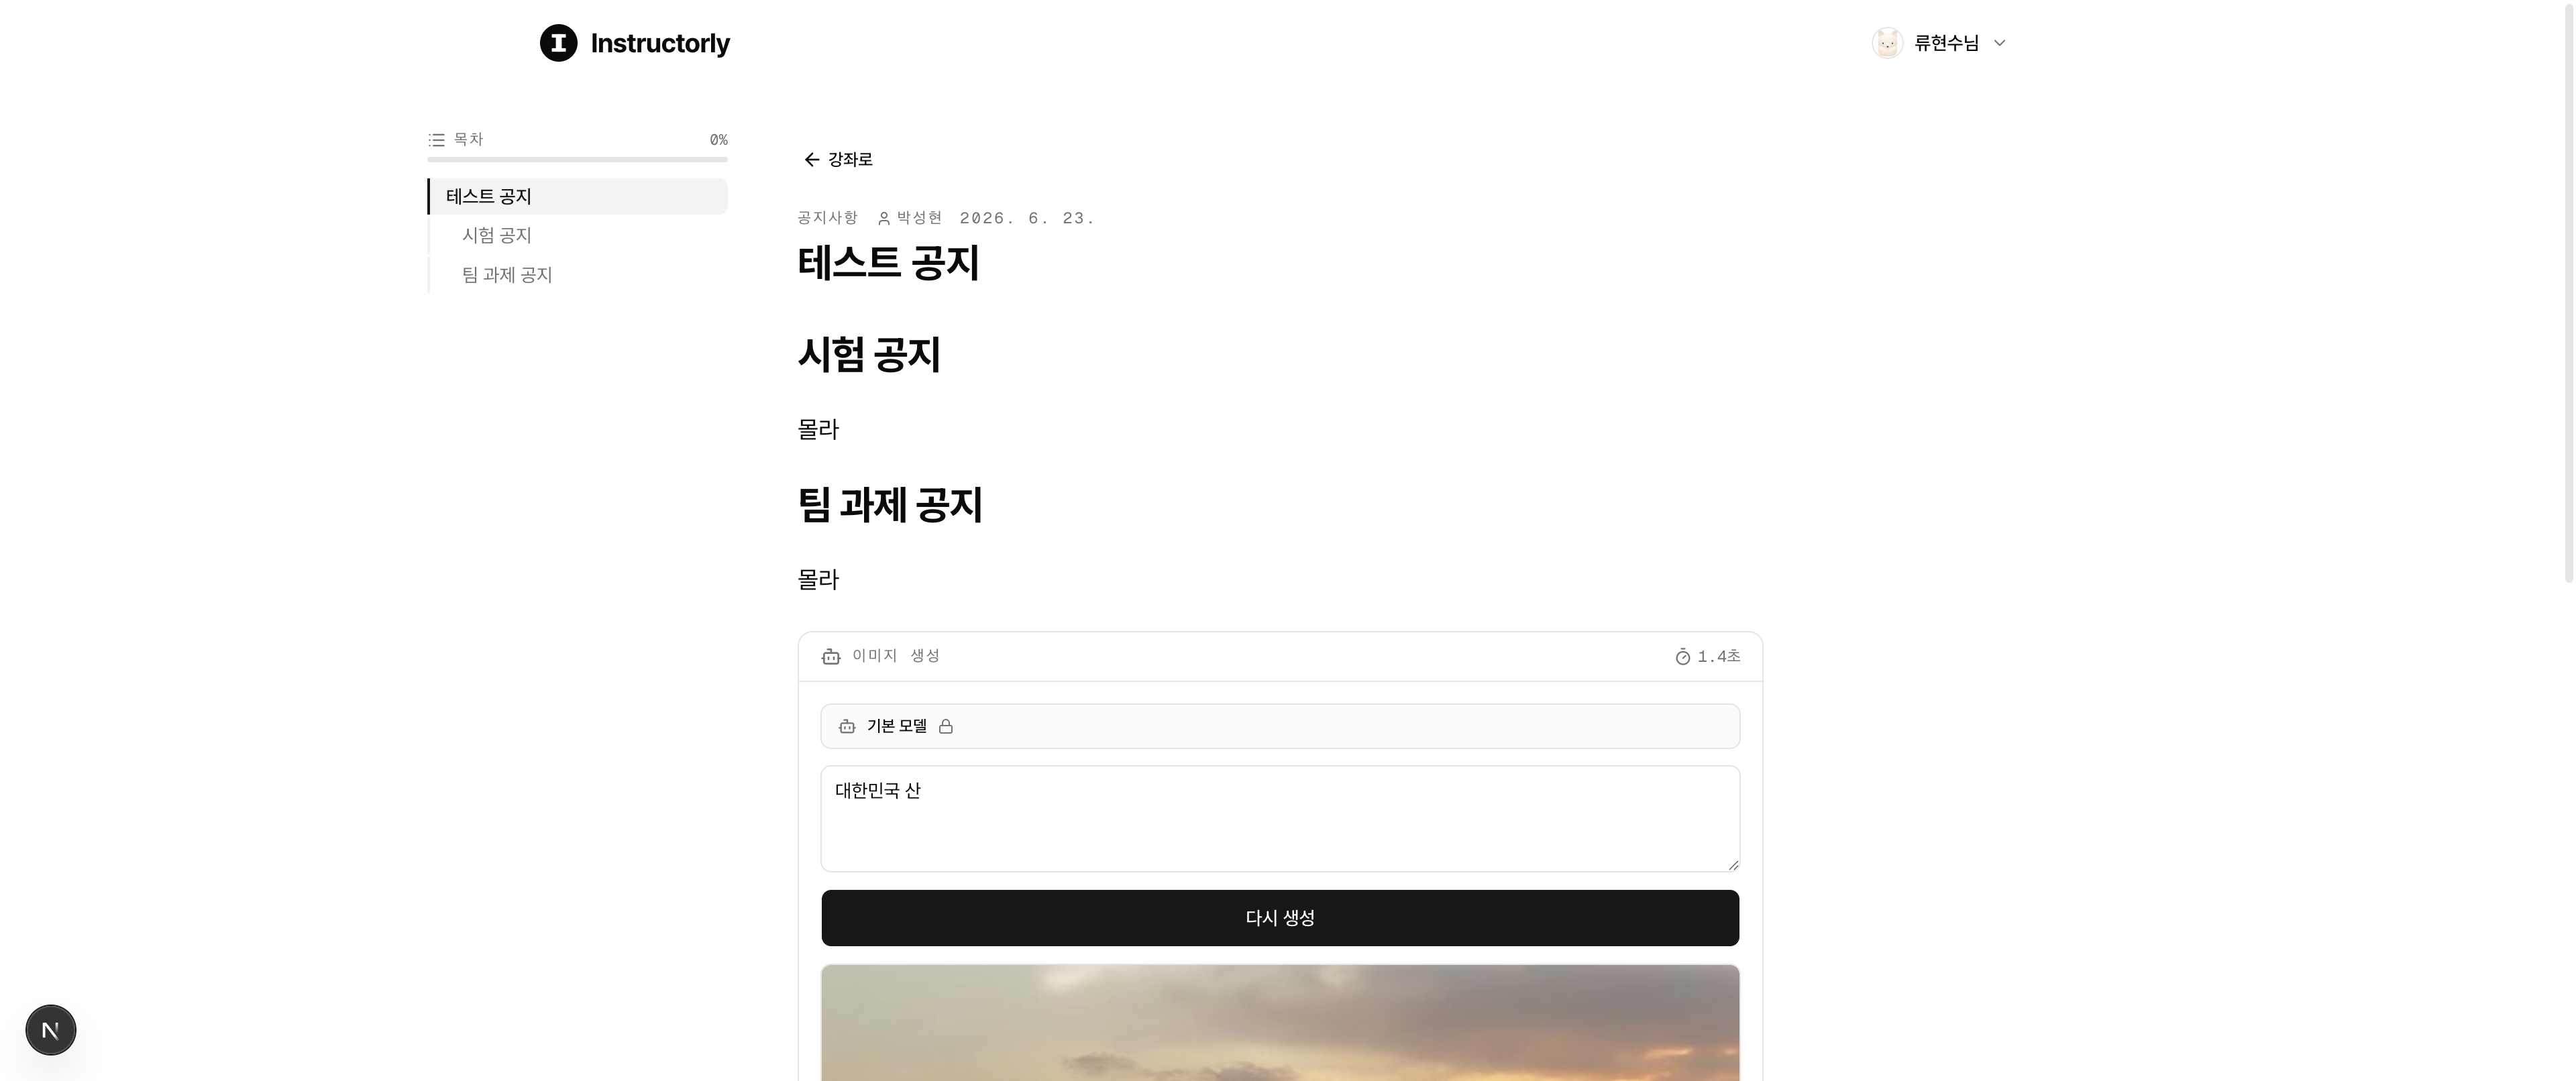 Instructorly
류현수님
목차 0%
테스트 공지
시험 공지
팀 과제 공지
강좌로
공지사항 박성현 2026. 6. 23.
테스트 공지
시험 공지
몰라
팀 과제 공지
몰라
이미지 생성 1.4초
기본 모델
대한민국 산
다시 생성
N